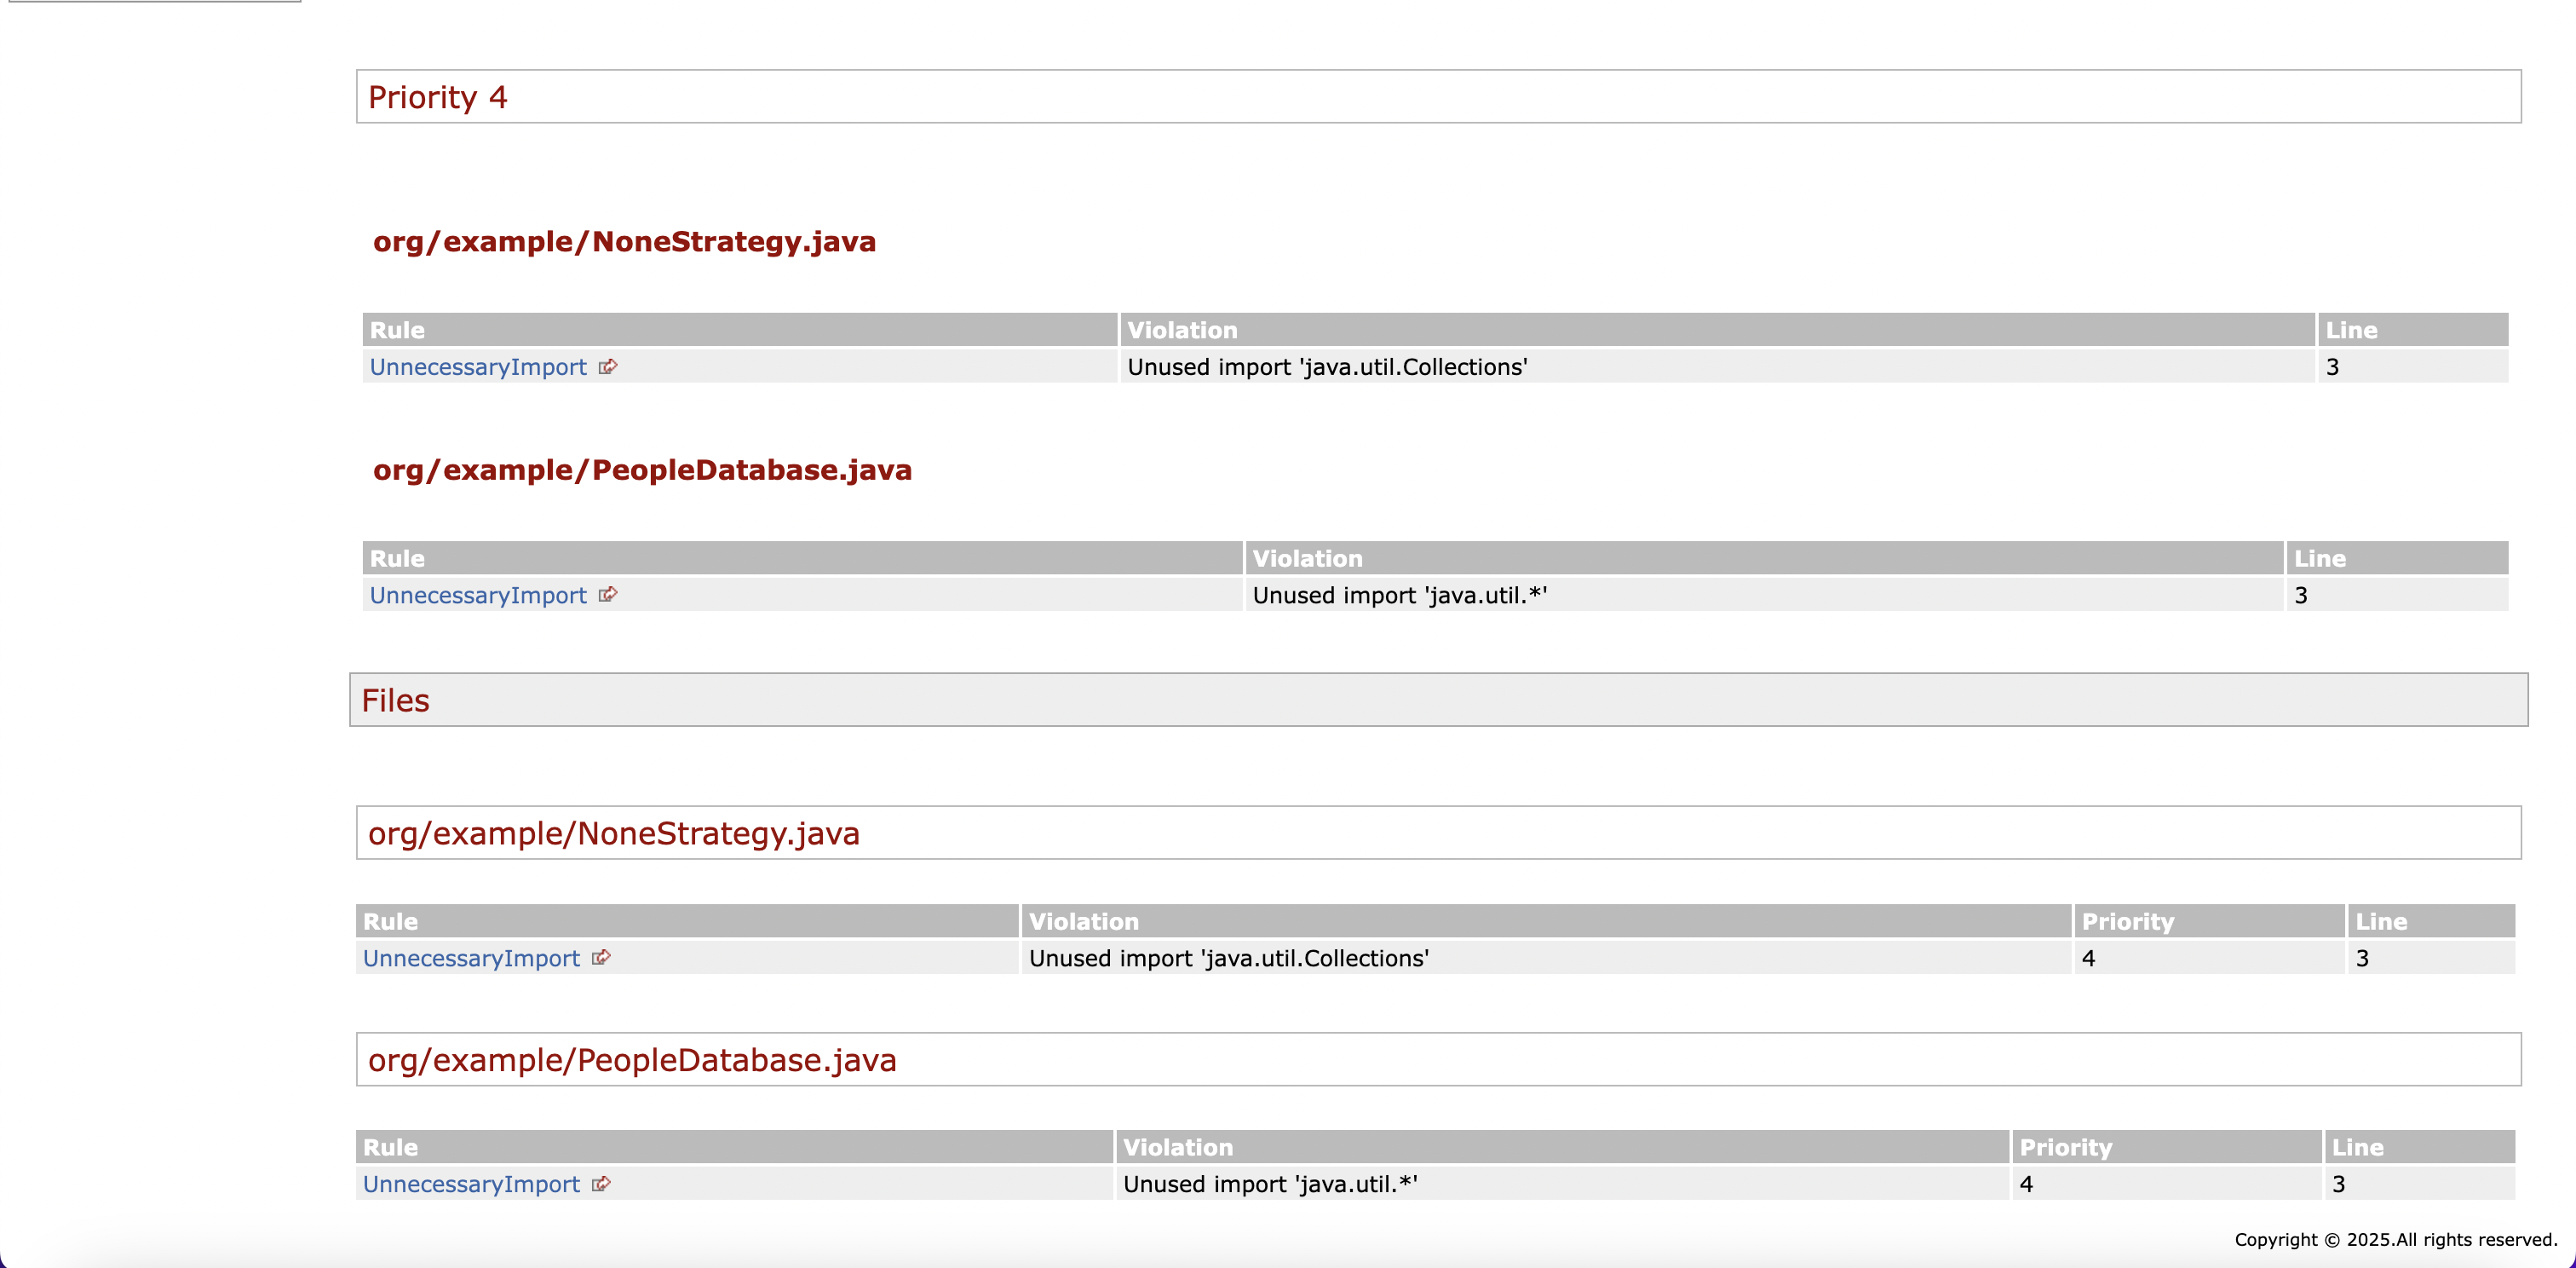 Priority 4
org/example/NoneStrategy.java
Rule Violation Line
UnnecessaryImport Unused import 'java.util.Collections' 3
org/example/PeopleDatabase.java
Rule Violation Line
UnnecessaryImport Unused import 'java.util.*' 3
Files
org/example/NoneStrategy.java
Rule Violation Priority Line
UnnecessaryImport Unused import 'java.util.Collections' 4 3
org/example/PeopleDatabase.java
Rule Violation Priority Line
UnnecessaryImport Unused import 'java.util.*' 4 3
Copyright © 2025.All rights reserved.